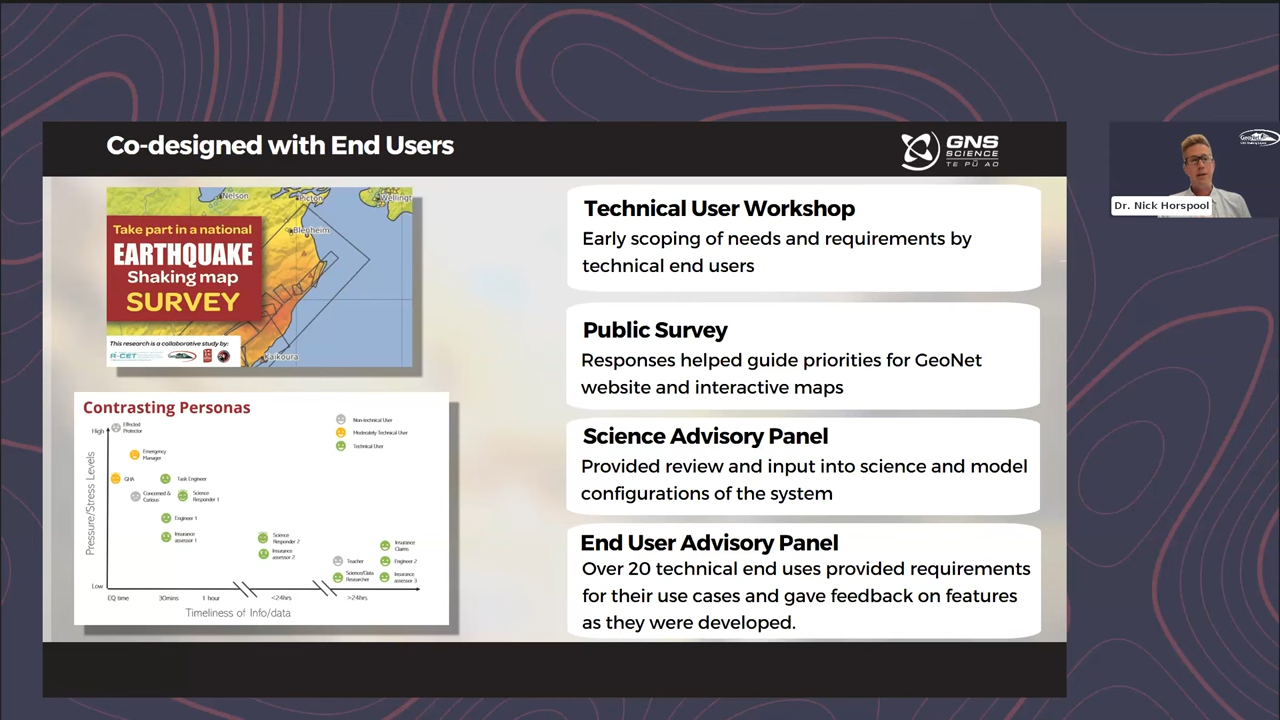 Co-designed with End Users
GNS
SCIENCE
TE PŪ AO
Nelson
Picton
Wellingt
Blenheim
Take part in a national
EARTHQUAKE
Shaking map
SURVEY
This research is a collaborative study by:
R-CET
Kaikoura
Technical User Workshop
Early scoping of needs and requirements by
technical end users
Public Survey
Responses helped guide priorities for GeoNet
website and interactive maps
Science Advisory Panel
Provided review and input into science and model
configurations of the system
End User Advisory Panel
Over 20 technical end uses provided requirements
for their use cases and gave feedback on features
as they were developed.
Contrasting Personas
Pressure/Stress Levels
High
Low
Effected
Protector
Emergency
Manager
GHA
Task Engineer
Concerned &
Curious
Science
Responder 1
Engineer 1
Insurance
assessor 1
Science
Responder 2
Insurance
assessor 2
Teacher
Science/Data
Researcher
Insurance
Claims
Engineer 2
Insurance
assessor 3
Non-technical User
Moderately Technical User
Technical User
EQ time
30mins
1 hour
<24hrs
>24hrs
Timeliness of Info/data
GeoNet
Dr. Nick Horspool